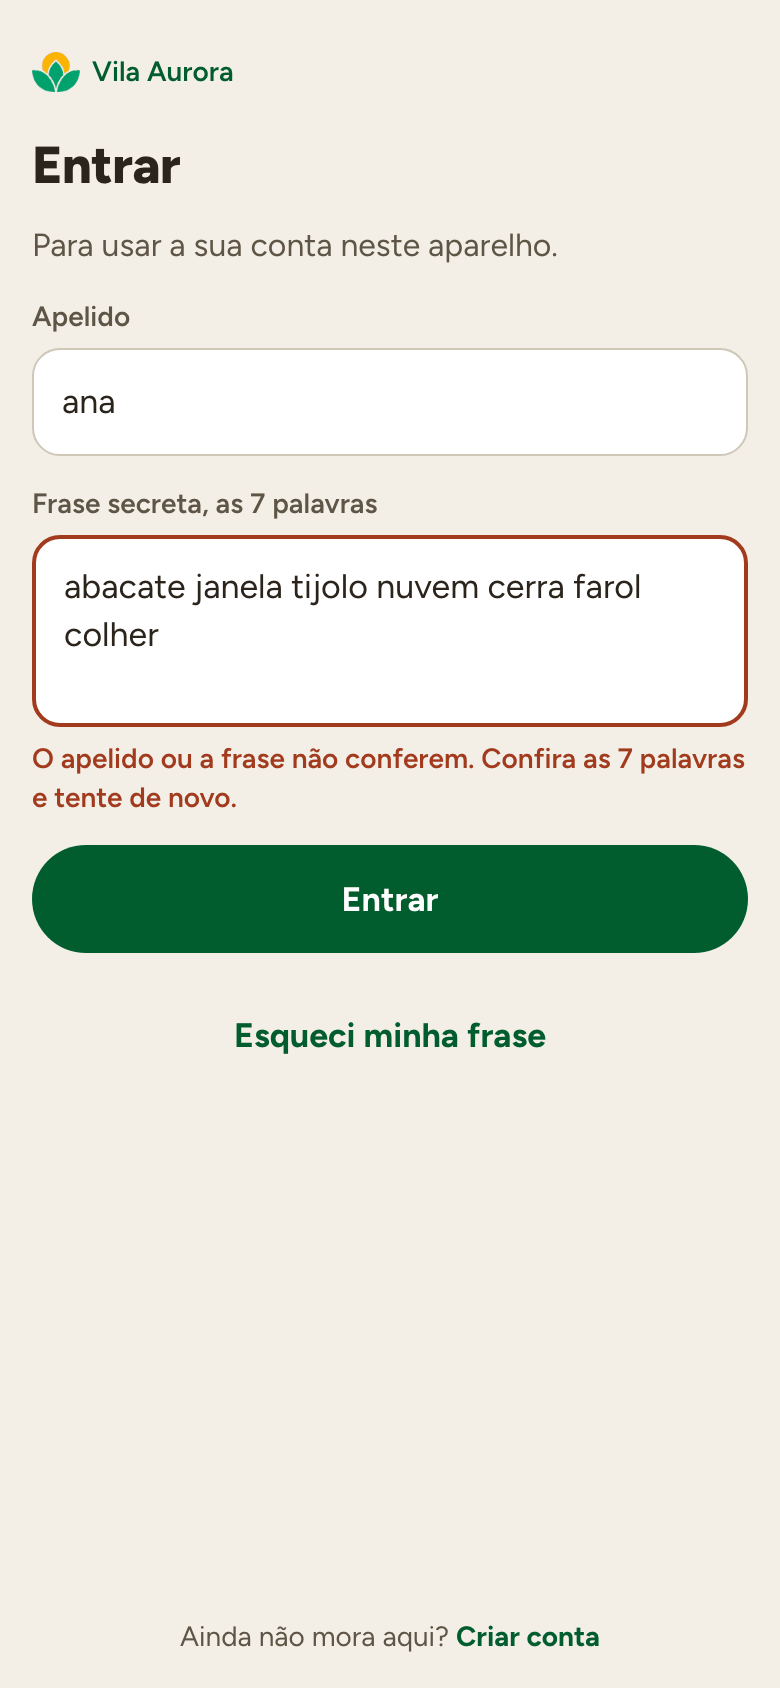 Vila Aurora
Entrar
Para usar a sua conta neste aparelho.
Apelido
ana
Frase secreta, as 7 palavras
abacate janela tijolo nuvem cerra farol
colher
O apelido ou a frase não conferem. Confira as 7 palavras
e tente de novo.
Entrar
Esqueci minha frase
Ainda não mora aqui? Criar conta